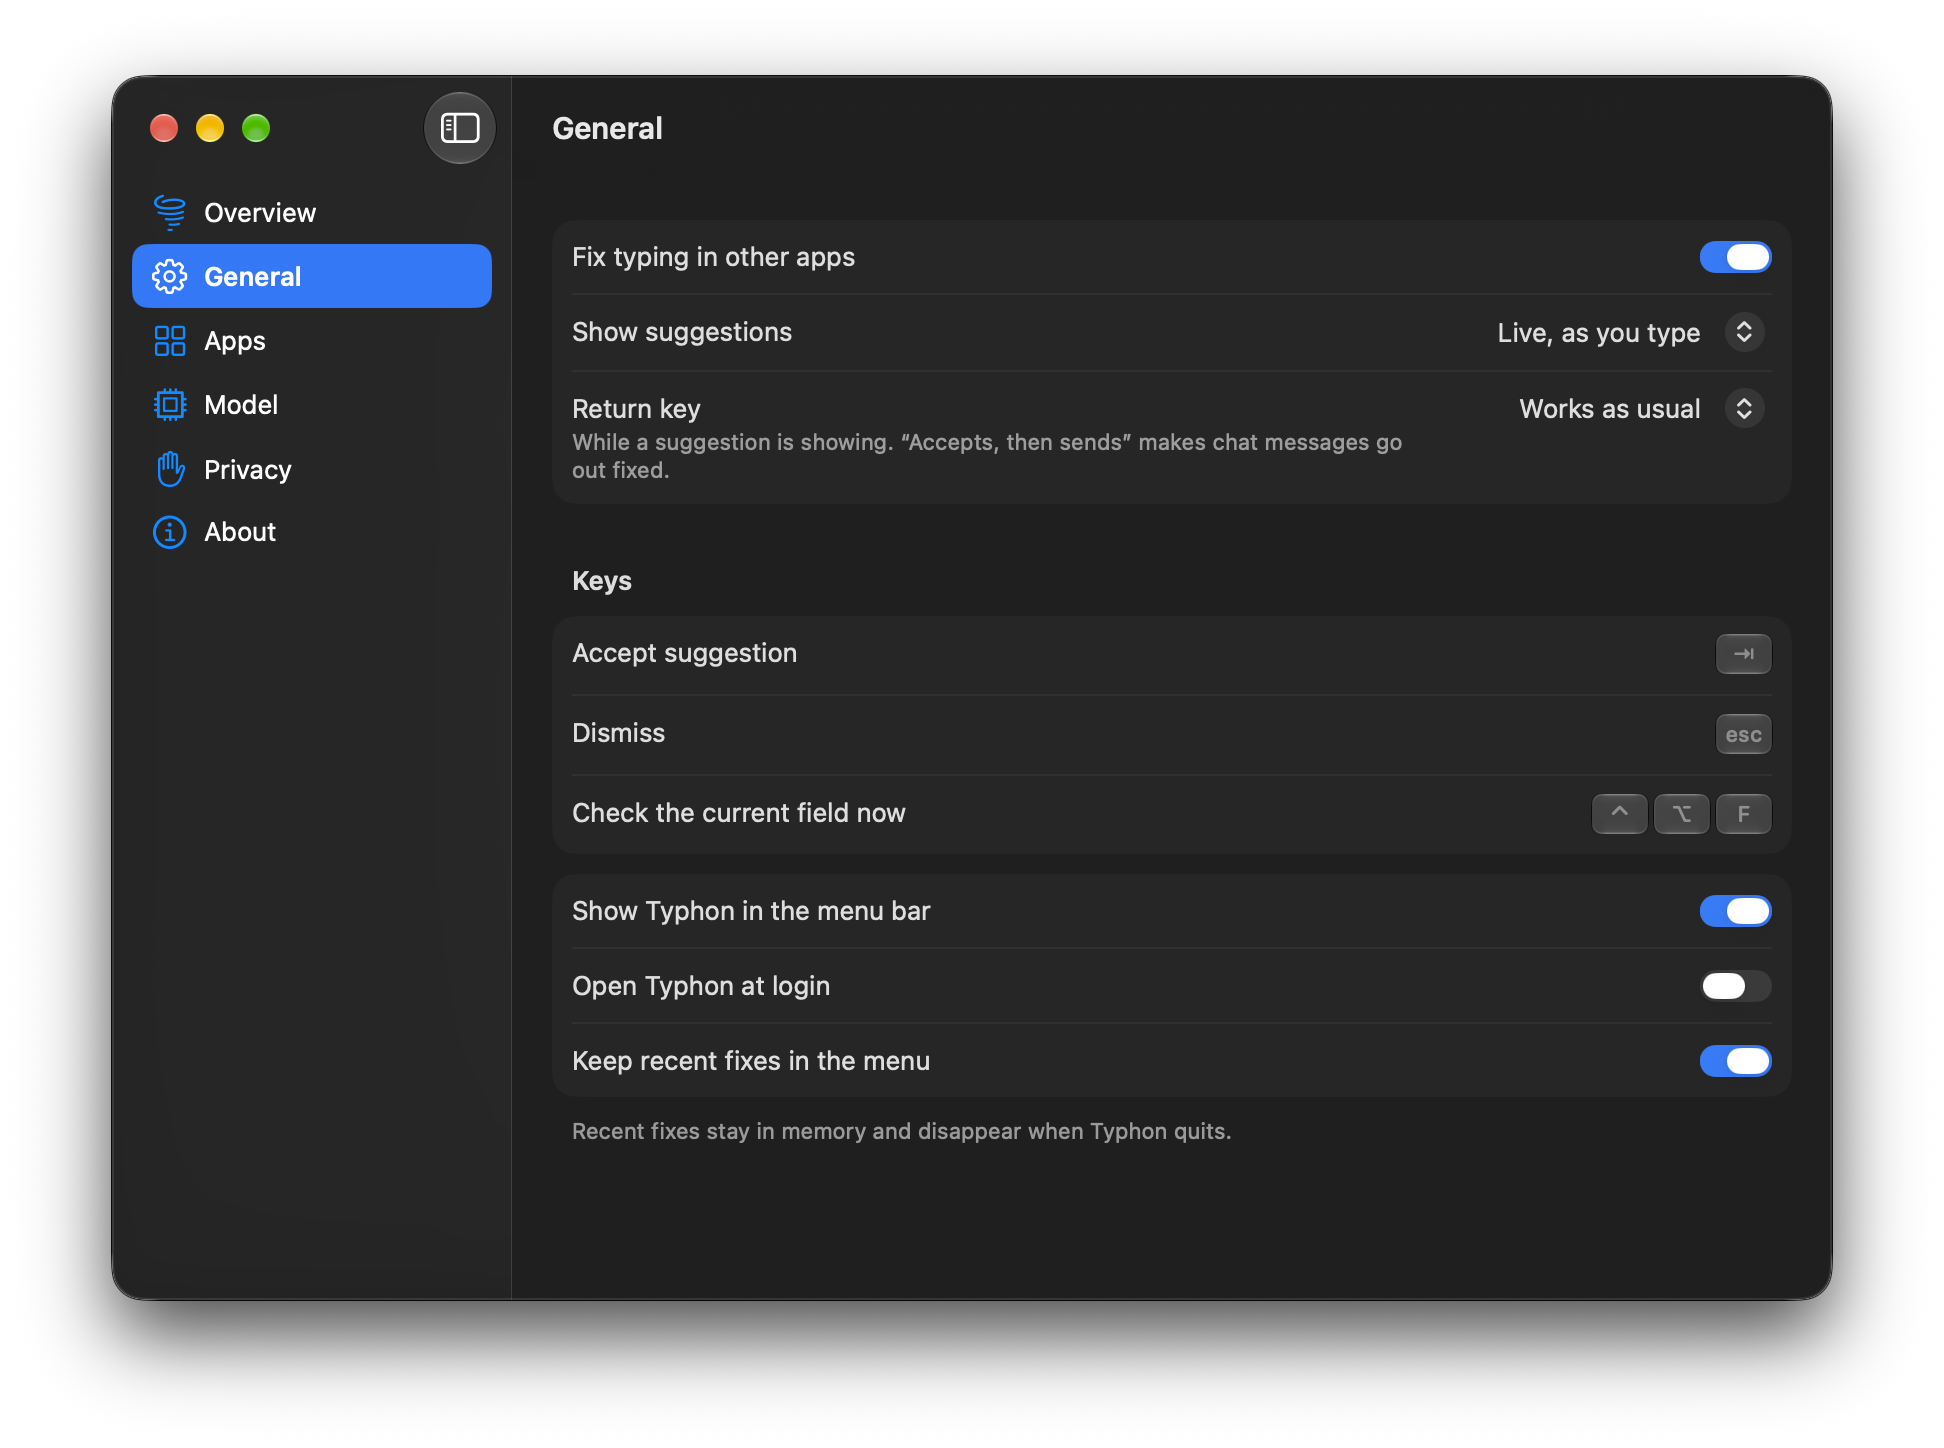 General
Overview
General
Apps
Model
Privacy
About
Fix typing in other apps
Show suggestions Live, as you type
Return key Works as usual
While a suggestion is showing. “Accepts, then sends” makes chat messages go
out fixed.
Keys
Accept suggestion ⇥
Dismiss esc
Check the current field now ⌃ ⌥ F
Show Typhon in the menu bar
Open Typhon at login
Keep recent fixes in the menu
Recent fixes stay in memory and disappear when Typhon quits.